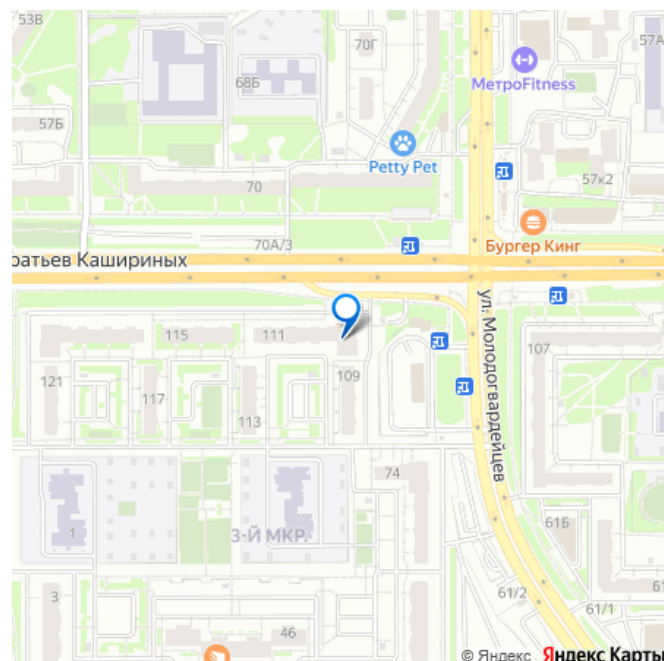 53В
70Г
57А
68Б
МетроFitness
57Б
Petty Pet
57к2
70
Бургер Кинг
70А/3
ратьев Кашириных
ул. Молодогвардейцев
115
111
107
121
109
117
113
74
3-Й МКР.
1
61Б
3
61/2
61/1
46
© Яндекс Яндекс Карты